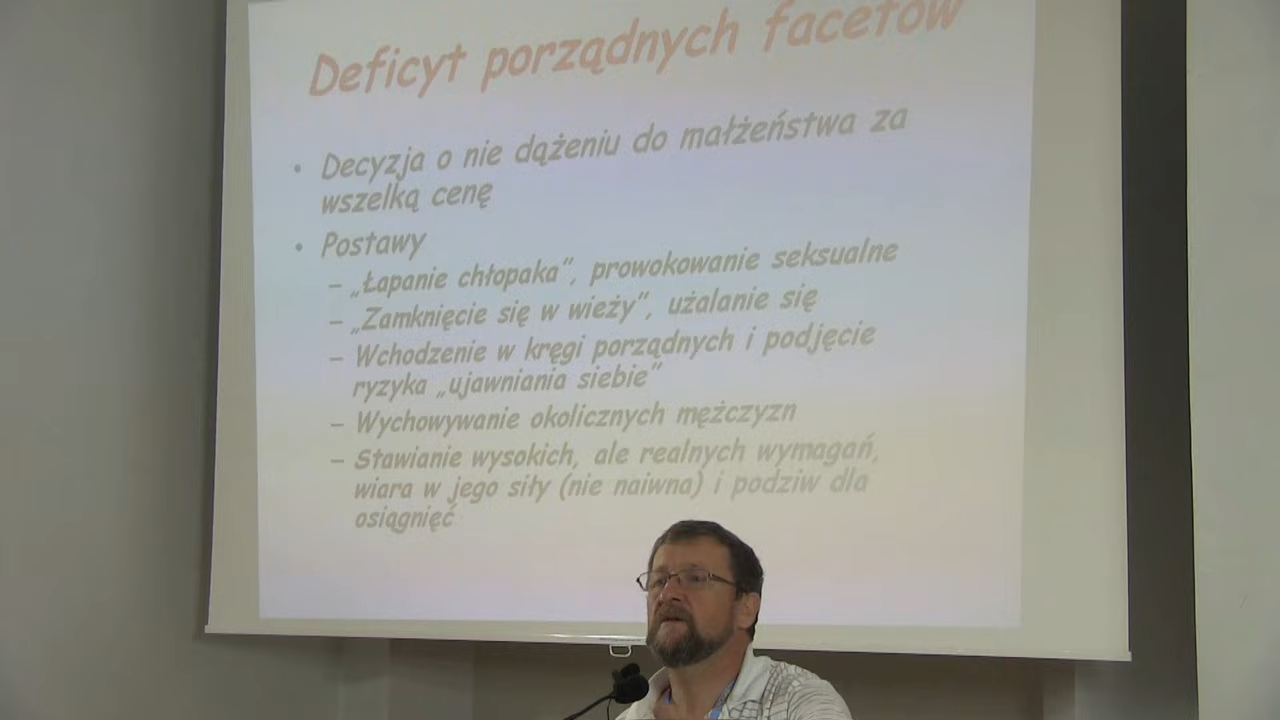 Deficyt porządnych facetów
• Decyzja o nie dążeniu do małżeństwa za
wszelką cenę
• Postawy
– „Łapanie chłopaka”, prowokowanie seksualne
– „Zamknięcie się w wieży”, użalanie się
– Wchodzenie w kręgi porządnych i podjęcie
ryzyka „ujawniania siebie”
– Wychowywanie okolicznych mężczyzn
– Stawianie wysokich, ale realnych wymagań,
wiara w jego siły (nie naiwna) i podziw dla
osiągnięć